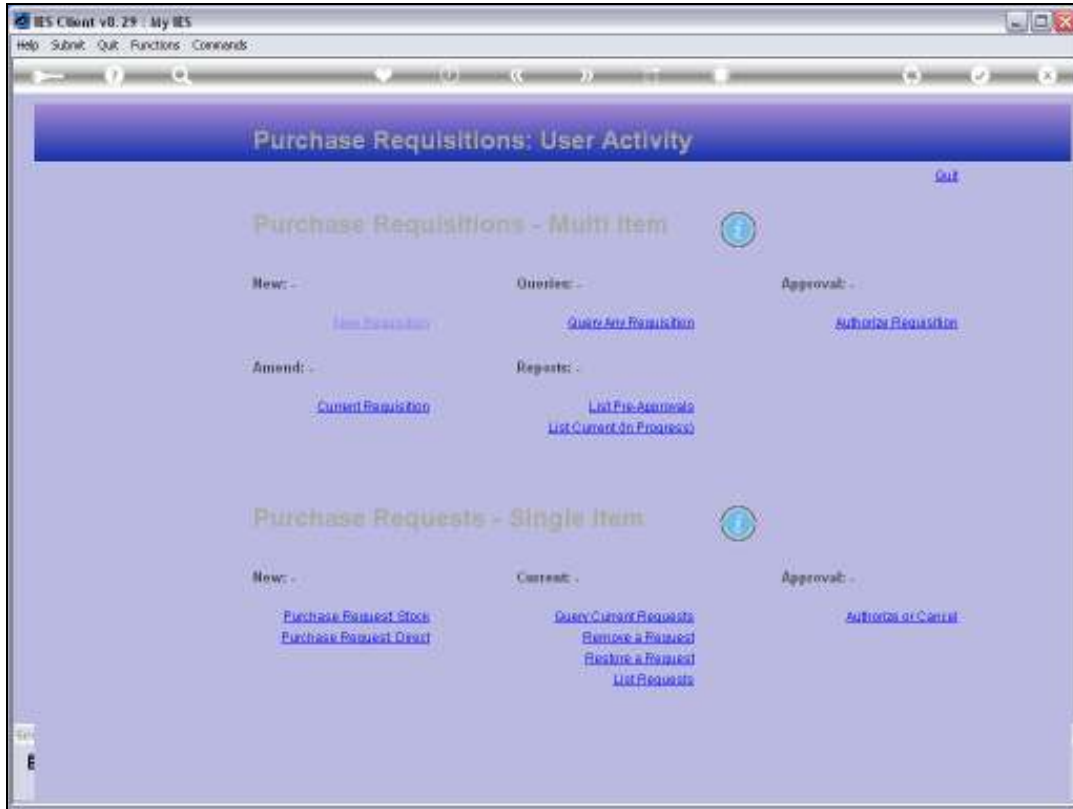 IES Client v8.29 : My IES
Help Submit Quit Functions Commands
Purchase Requisitions: User Activity
Quit
Purchase Requisitions - Multi Item
New: - Queries: - Approval: -
New Requisition Query Any Requisition Authorize Requisition
Amend: - Reports: -
Current Requisition List Pre-Approvals
List Current (In Progress)
Purchase Requests - Single Item
New: - Current: - Approval: -
Purchase Request Stock Query Current Requests Authorize or Cancel
Purchase Request Direct Remove a Request
Restore a Request
List Requests